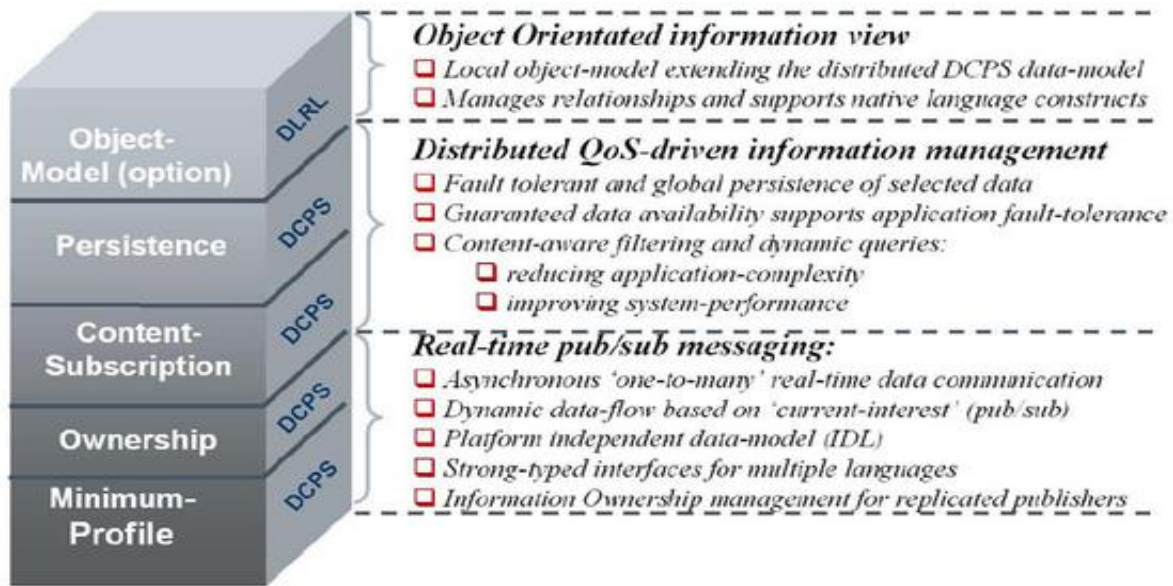 Object-
Model (option)
DLRL
Persistence
DCPS
Content-
Subscription
DCPS
Ownership
DCPS
Minimum-
Profile
DCPS
Object Orientated information view
Local object-model extending the distributed DCPS data-model
Manages relationships and supports native language constructs
Distributed QoS-driven information management
Fault tolerant and global persistence of selected data
Guaranteed data availability supports application fault-tolerance
Content-aware filtering and dynamic queries:
reducing application-complexity
improving system-performance
Real-time pub/sub messaging:
Asynchronous ‘one-to-many’ real-time data communication
Dynamic data-flow based on ‘current-interest’ (pub/sub)
Platform independent data-model (IDL)
Strong-typed interfaces for multiple languages
Information Ownership management for replicated publishers